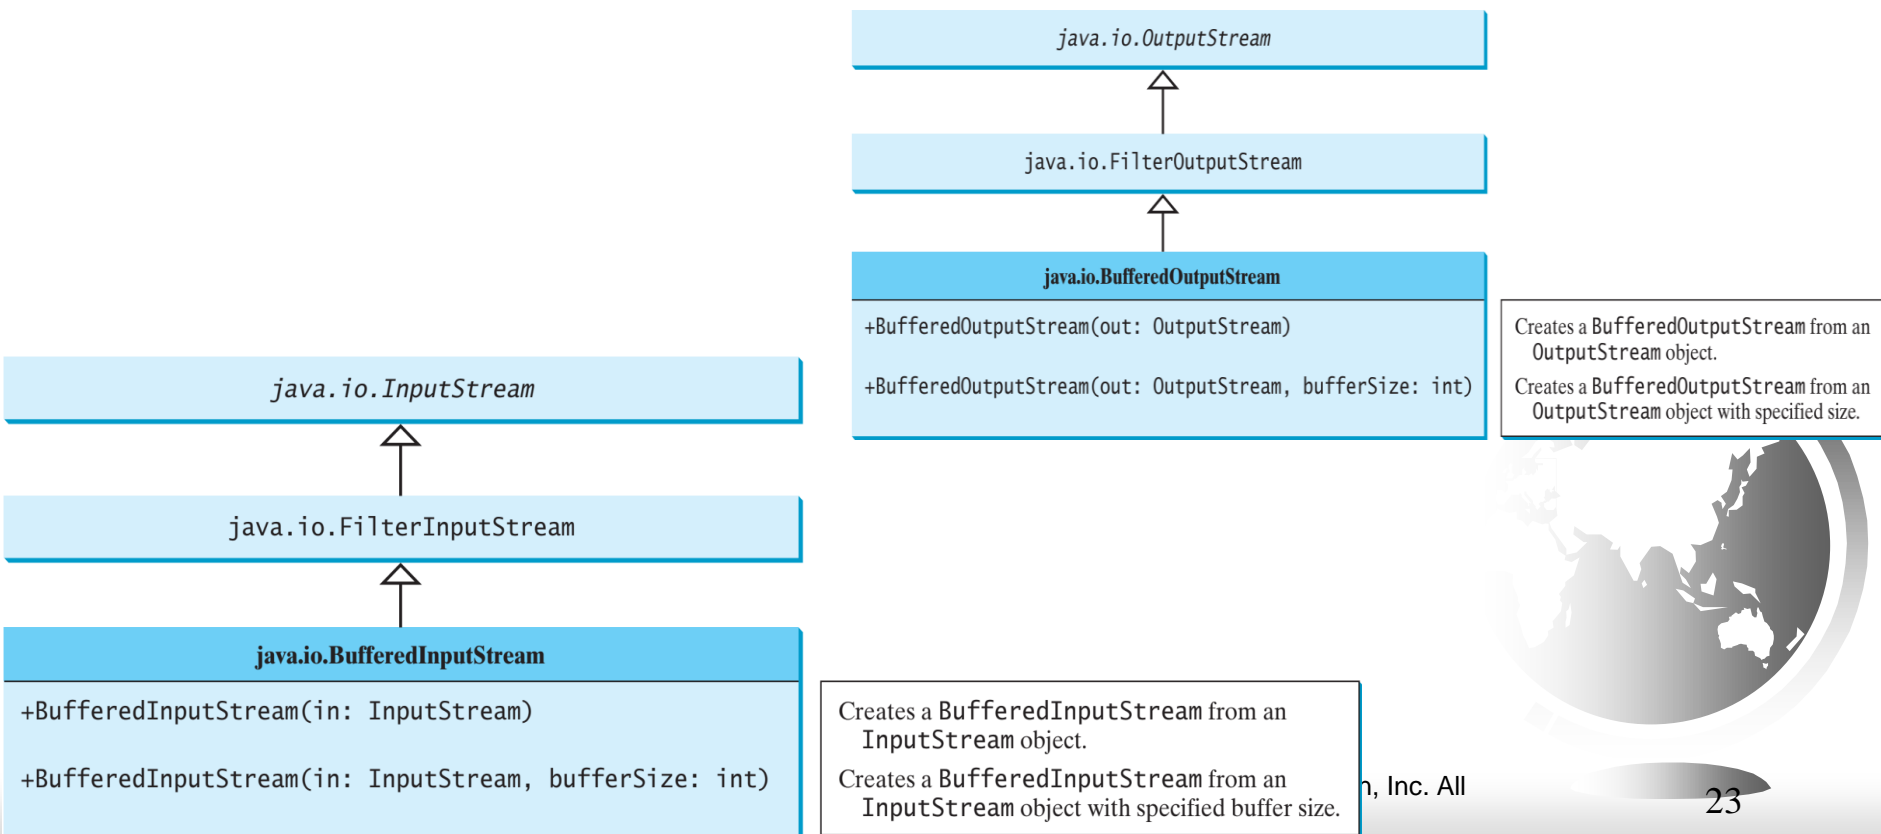 java.io.OutputStream
java.io.FilterOutputStream
java.io.BufferedOutputStream
+BufferedOutputStream(out: OutputStream)
+BufferedOutputStream(out: OutputStream, bufferSize: int)
Creates a BufferedOutputStream from an
OutputStream object.
Creates a BufferedOutputStream from an
OutputStream object with specified size.
java.io.InputStream
java.io.FilterInputStream
java.io.BufferedInputStream
+BufferedInputStream(in: InputStream)
+BufferedInputStream(in: InputStream, bufferSize: int)
Creates a BufferedInputStream from an
InputStream object.
Creates a BufferedInputStream from an
InputStream object with specified buffer size.
, Inc. All
23